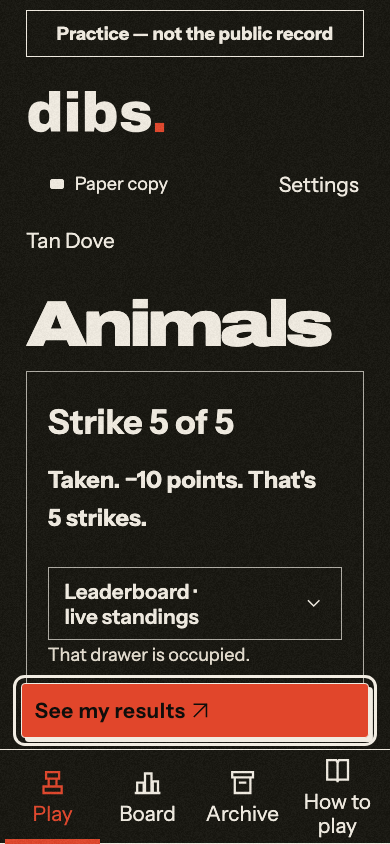 Practice — not the public record
dibs.
Paper copy
Settings
Tan Dove
Animals
Strike 5 of 5
Taken. −10 points. That's
5 strikes.
Leaderboard ·
live standings
That drawer is occupied.
See my results
Play
Board
Archive
How to
play